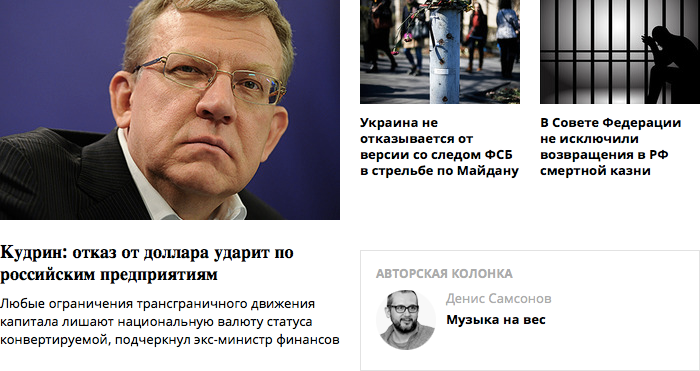 Кудрин: отказ от доллара ударит по
российским предприятиям
Любые ограничения трансграничного движения
капитала лишают национальную валюту статуса
конвертируемой, подчеркнул экс-министр финансов
Украина не
отказывается от
версии со следом ФСБ
в стрельбе по Майдану
В Совете Федерации
не исключили
возвращения в РФ
смертной казни
АВТОРСКАЯ КОЛОНКА
Денис Самсонов
Музыка на вес